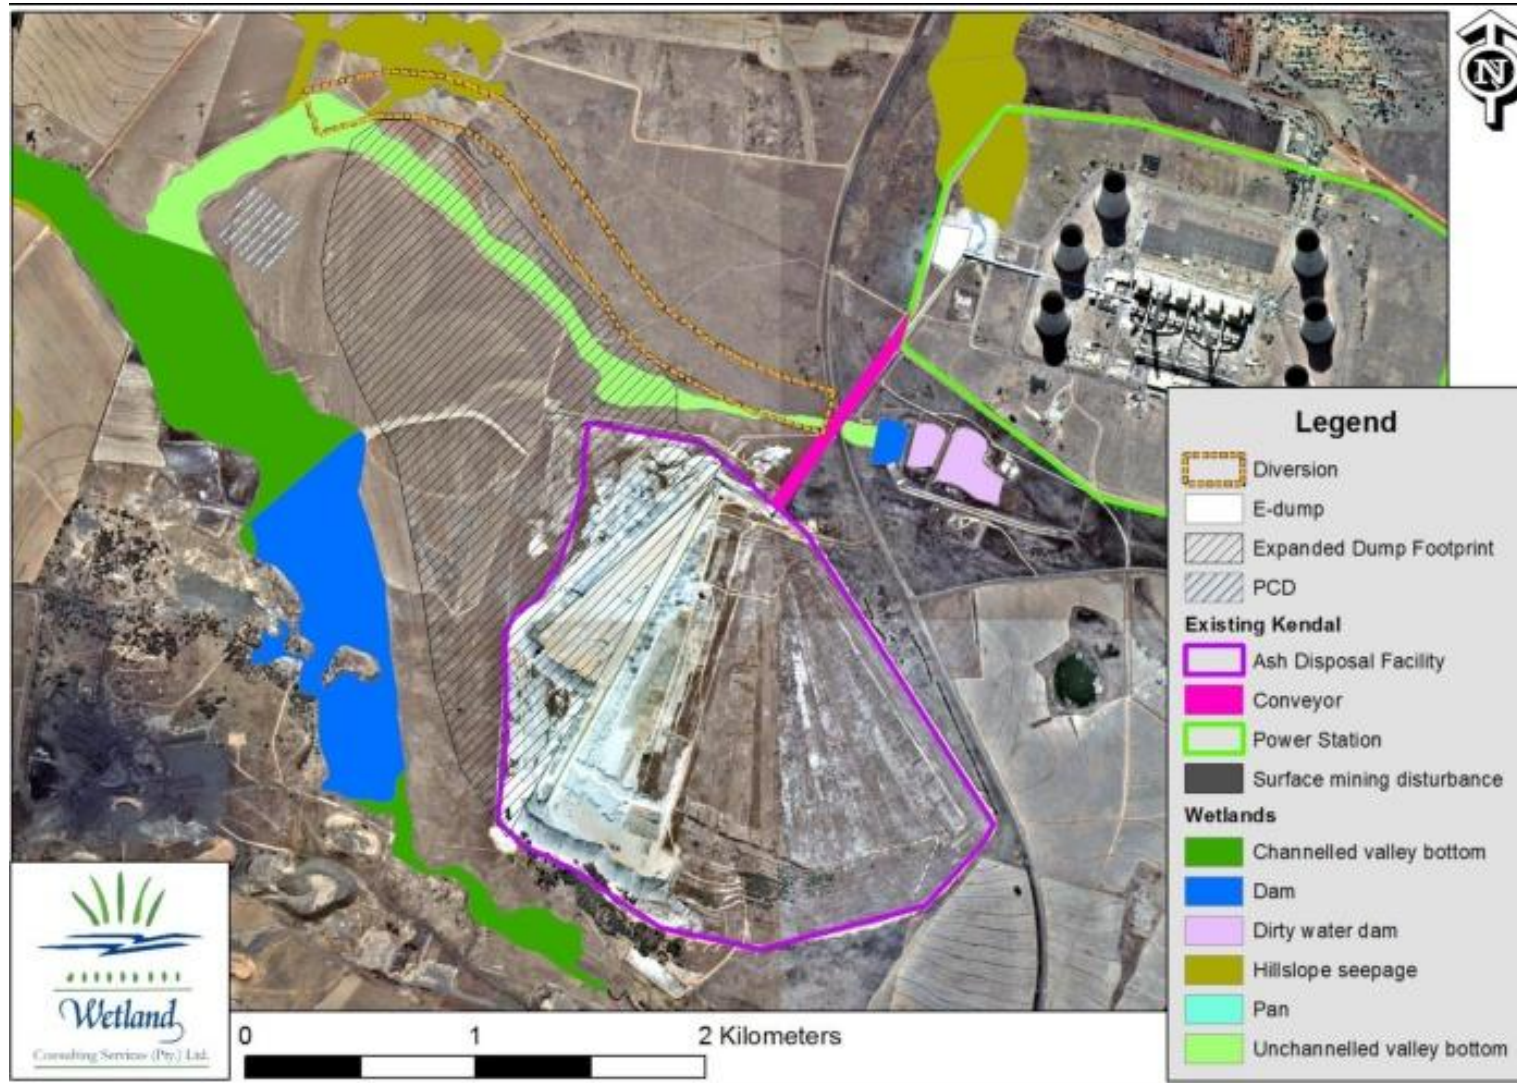 N
Legend
Diversion
E-dump
Expanded Dump Footprint
PCD
Existing Kendal
Ash Disposal Facility
Conveyor
Power Station
Surface mining disturbance
Wetlands
Channelled valley bottom
Dam
Dirty water dam
Hillslope seepage
Pan
Unchannelled valley bottom
Wetland
Consulting Services (Pty.) Ltd.
0 1 2 Kilometers